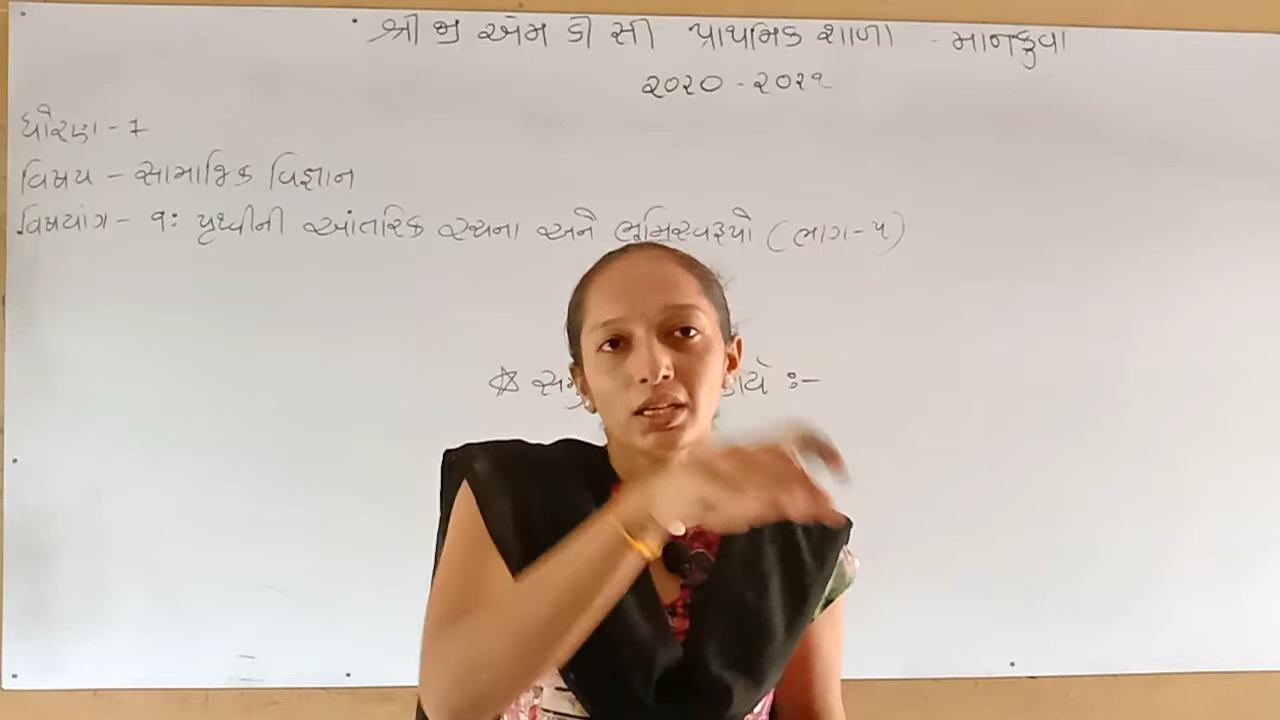 શ્રી જી એમ ડી સી પ્રાથમિક શાળા - માનકુવા
૨૦૨૦ - ૨૦૨૧
ધોરણ - 7
વિષય - સામાજિક વિજ્ઞાન
વિષયાંગ - ૧: પૃથ્વીની આંતરિક રચના અને ભૂમિસ્વરૂપો (ભાગ-૫)